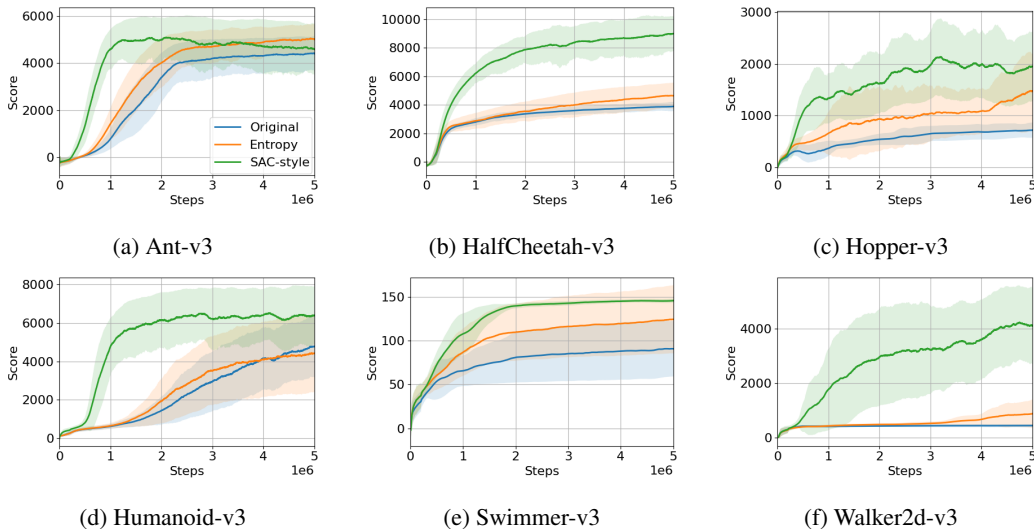 6000
4000
2000
0
Score
Original
Entropy
SAC-style
0 1 2 3 4 5
Steps 1e6
(a) Ant-v3
10000
8000
6000
4000
2000
0
Score
0 1 2 3 4 5
Steps 1e6
(b) HalfCheetah-v3
3000
2000
1000
0
Score
0 1 2 3 4 5
Steps 1e6
(c) Hopper-v3
8000
6000
4000
2000
0
Score
0 1 2 3 4 5
Steps 1e6
(d) Humanoid-v3
150
100
50
0
Score
0 1 2 3 4 5
Steps 1e6
(e) Swimmer-v3
4000
2000
0
Score
0 1 2 3 4 5
Steps 1e6
(f) Walker2d-v3